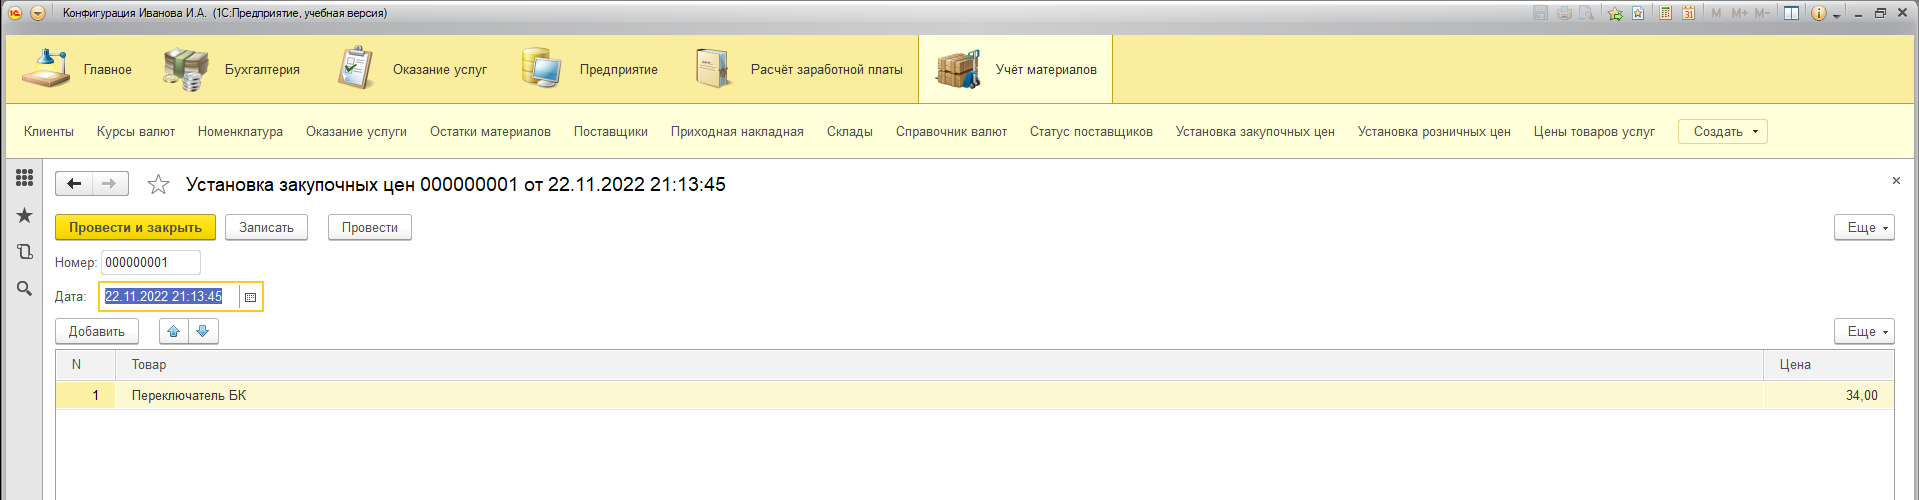 Конфигурация Иванова И.А. (1С:Предприятие, учебная версия)
M M+ M-
Главное Бухгалтерия Оказание услуг Предприятие Расчёт заработной платы Учёт материалов
Клиенты Курсы валют Номенклатура Оказание услуги Остатки материалов Поставщики Приходная накладная Склады Справочник валют Статус поставщиков Установка закупочных цен Установка розничных цен Цены товаров услуг Создать
Установка закупочных цен 000000001 от 22.11.2022 21:13:45
Провести и закрыть Записать Провести Еще
Номер: 000000001
Дата: 22.11.2022 21:13:45
Добавить Еще
N Товар Цена
1 Переключатель БК 34,00